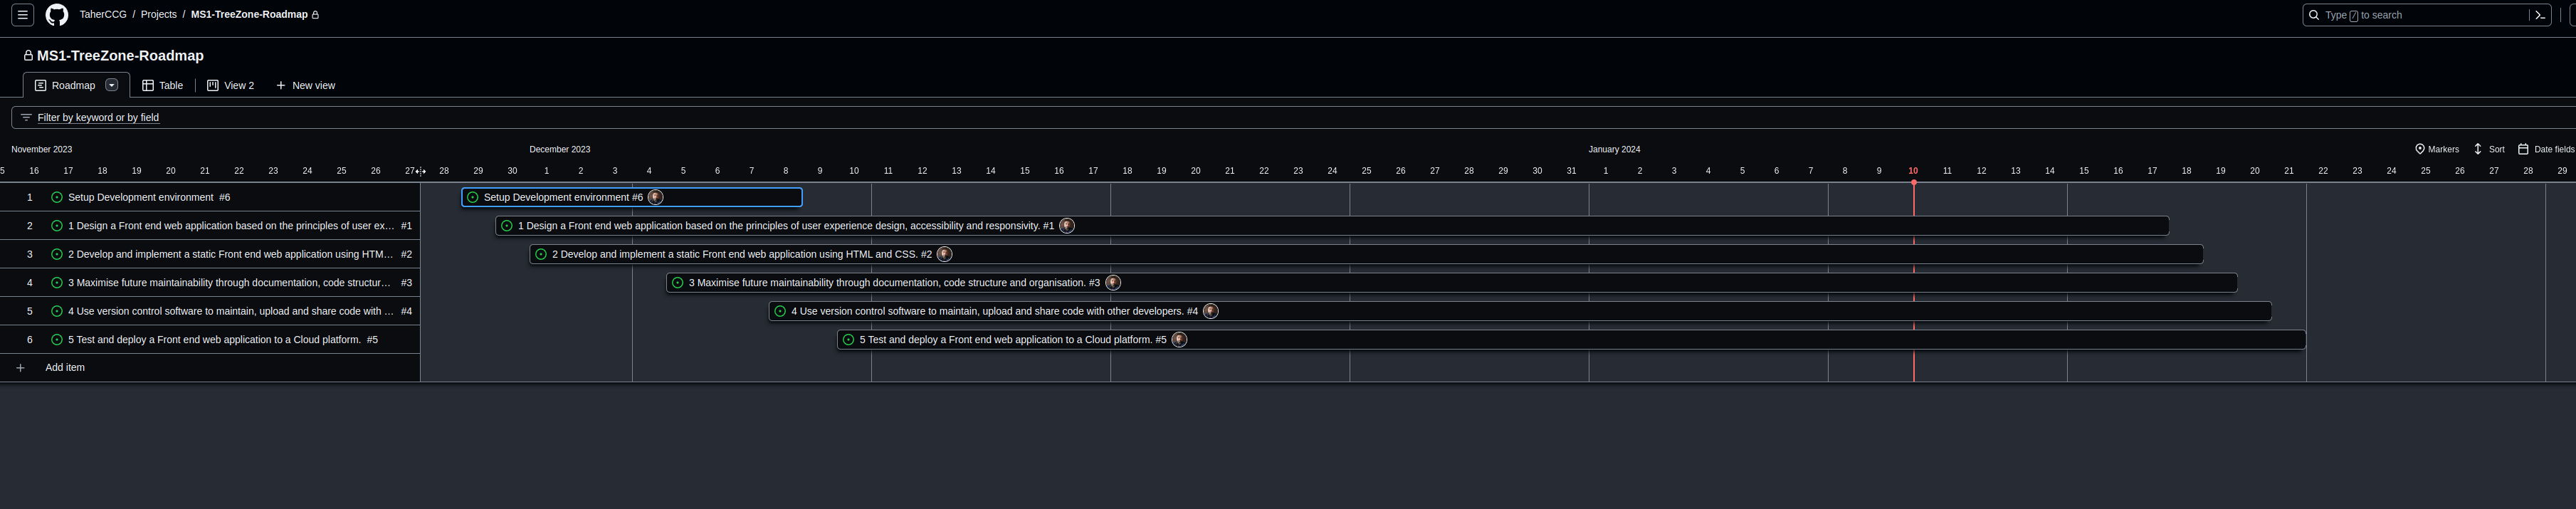 TaherCCG / Projects / MS1-TreeZone-Roadmap
Type / to search
MS1-TreeZone-Roadmap
Roadmap Table View 2 New view
Filter by keyword or by field
November 2023 December 2023 January 2024 Markers Sort Date fields
5 16 17 18 19 20 21 22 23 24 25 26 27 28 29 30 1 2 3 4 5 6 7 8 9 10 11 12 13 14 15 16 17 18 19 20 21 22 23 24 25 26 27 28 29 30 31 1 2 3 4 5 6 7 8 9 10 11 12 13 14 15 16 17 18 19 20 21 22 23 24 25 26 27 28 29
1 Setup Development environment #6 Setup Development environment #6
2 1 Design a Front end web application based on the principles of user ex... #1 1 Design a Front end web application based on the principles of user experience design, accessibility and responsivity. #1
3 2 Develop and implement a static Front end web application using HTM... #2 2 Develop and implement a static Front end web application using HTML and CSS. #2
4 3 Maximise future maintainability through documentation, code structur... #3 3 Maximise future maintainability through documentation, code structure and organisation. #3
5 4 Use version control software to maintain, upload and share code with ... #4 4 Use version control software to maintain, upload and share code with other developers. #4
6 5 Test and deploy a Front end web application to a Cloud platform. #5 5 Test and deploy a Front end web application to a Cloud platform. #5
Add item